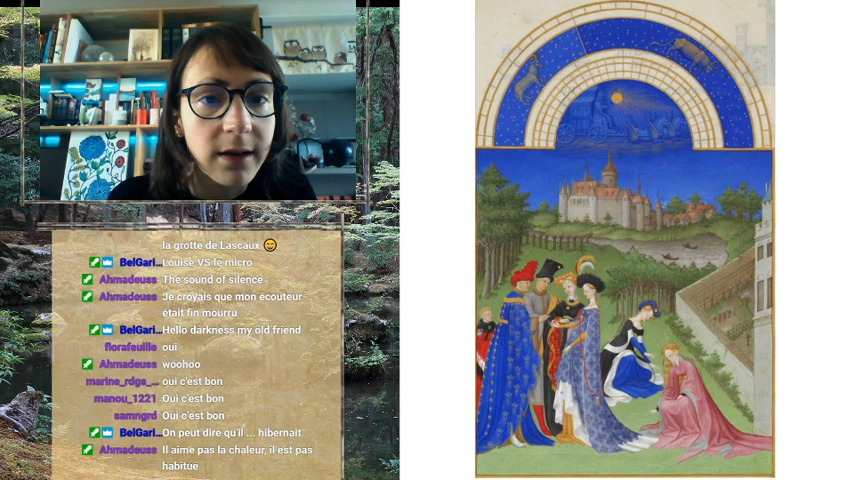 la grotte de Lascaux 😄
BelGari... Louise VS le micro
Ahmadeuss The sound of silence
Ahmadeuss Je croyais que mon écouteur
était fin mourru
BelGari... Hello darkness my old friend
florafeuille oui
Ahmadeuss woohoo
marine_rdgs_... oui c'est bon
manou_1221 Oui c'est bon
samngrd Oui c'est bon
BelGari... On peut dire qu'il ... hibernait
Ahmadeuss Il aime pas la chaleur, il est pas
habitué